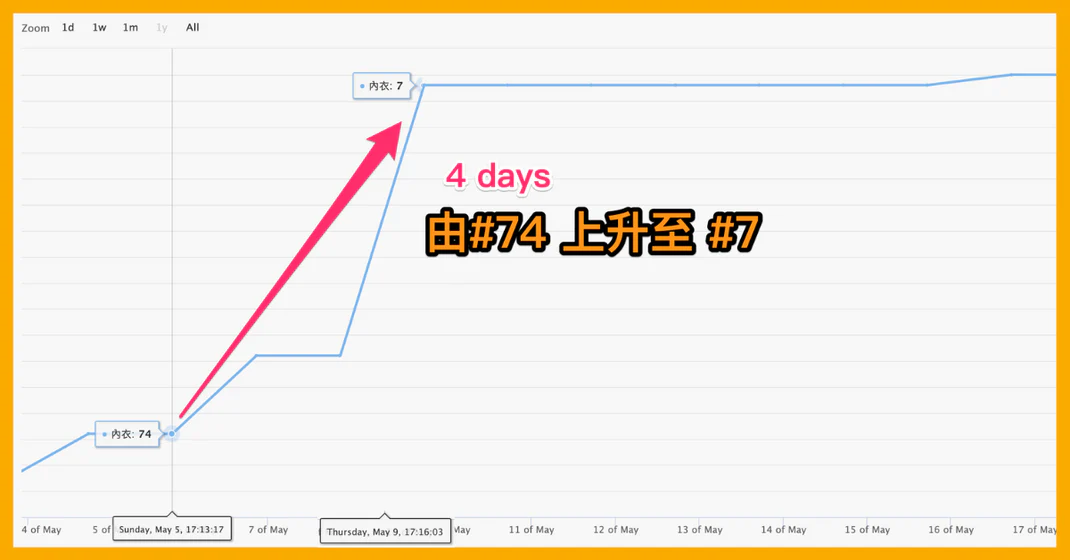 Zoom 1d 1w 1m 1y All
內衣: 7
4 days
由#74 上升至 #7
內衣: 74
4 of May 5 of Sunday, May 5, 17:13:17 7 of May Thursday, May 9, 17:16:03 May 11 of May 12 of May 13 of May 14 of May 15 of May 16 of May 17 of May